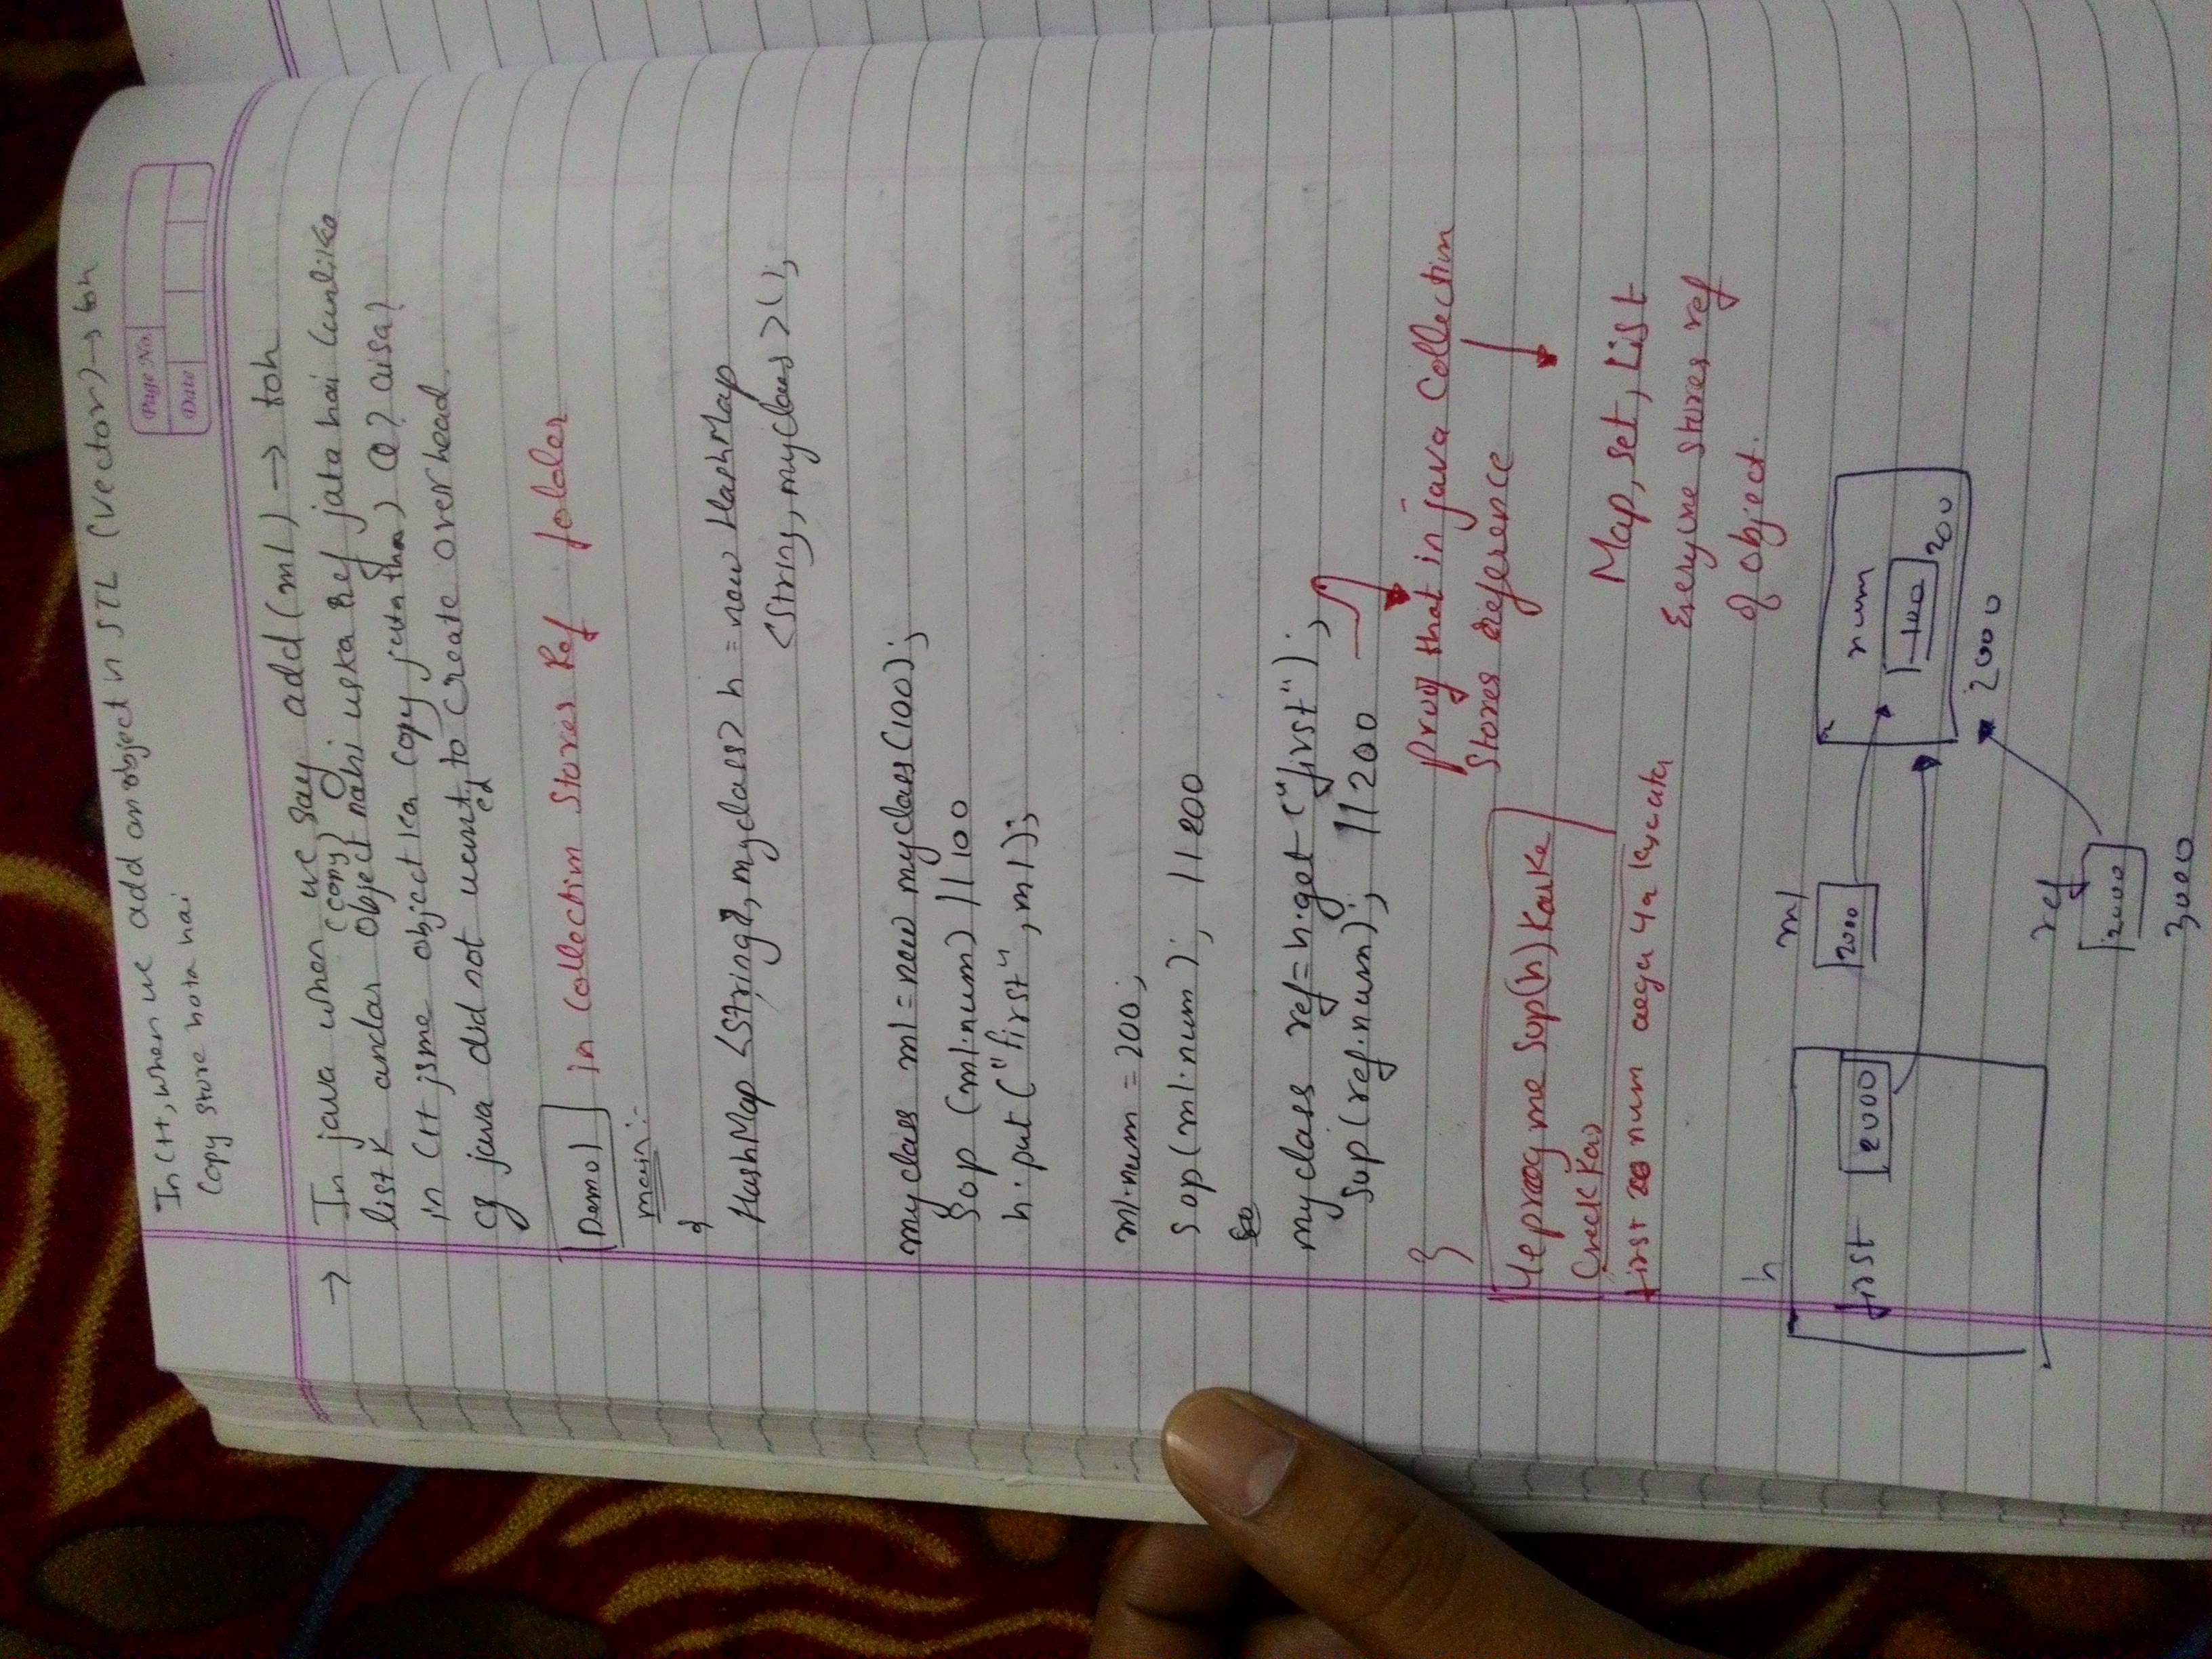 In C++, when we add an object in STL (vector) → toh
Copy store hota hai
Page No.
Date
→ In java when we say add(m1) → toh
(copy)
list k andar object nahi uska ref jata hai (unlike
in C++ jsme object ka copy jata tha) Q? aisa?
cz java did not wanted to create overhead.
Demo1 in Collection Stores Ref folder
main:-
{
HashMap <String, myclass> h = new HashMap
<String, myclass>();
myclass m1 = new myclass(100);
Sop (m1.num) //100
h.put("first", m1);
m1.num = 200;
Sop(m1.num); //200
so
myclass ref = h.get("first");
Sop(ref.num); //200
}
prog that in java Collection
Stores reference
Ye prog me Sop(h) karke
Check kar
first num aega ya kya ata
Map, set, List
Everyone stores ref
of object.
h
m1
first 2000
2000
num
100
200
2000
ref
2000
3000